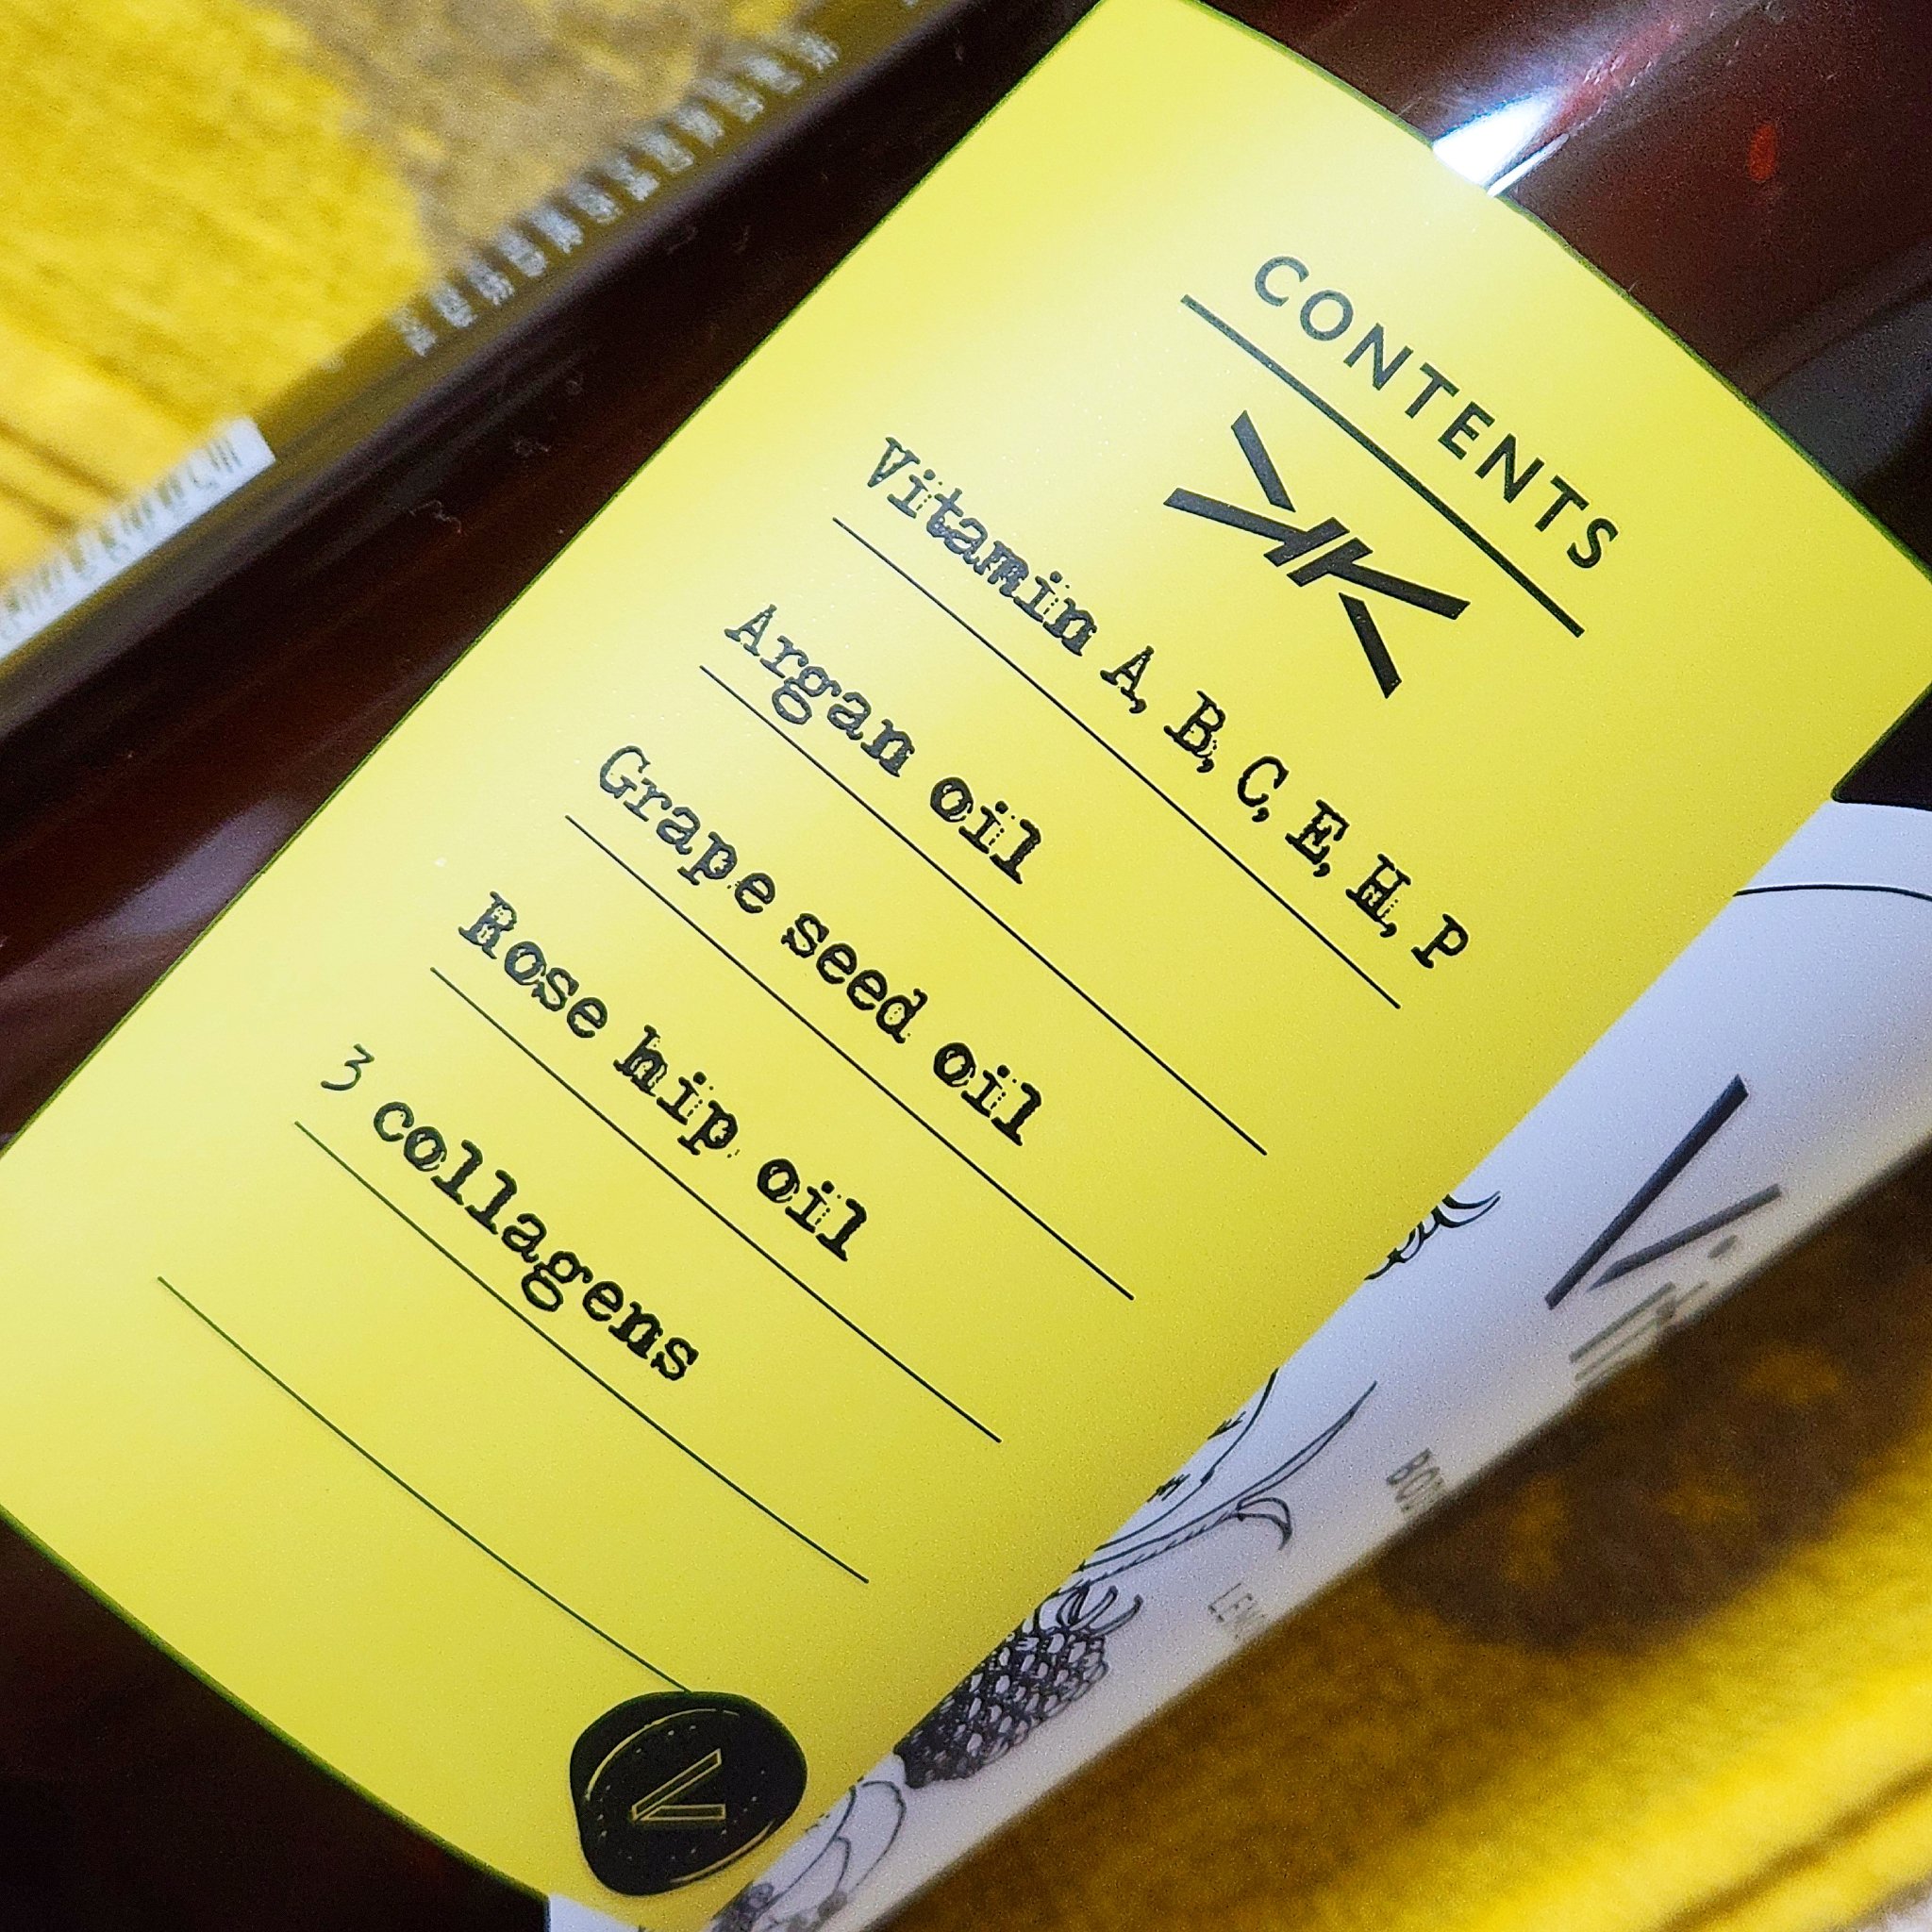 CONTENTS
Vitamin A, B, C, E, H, P
Argan oil
Grape seed oil
Rose hip oil
3 collagens
V